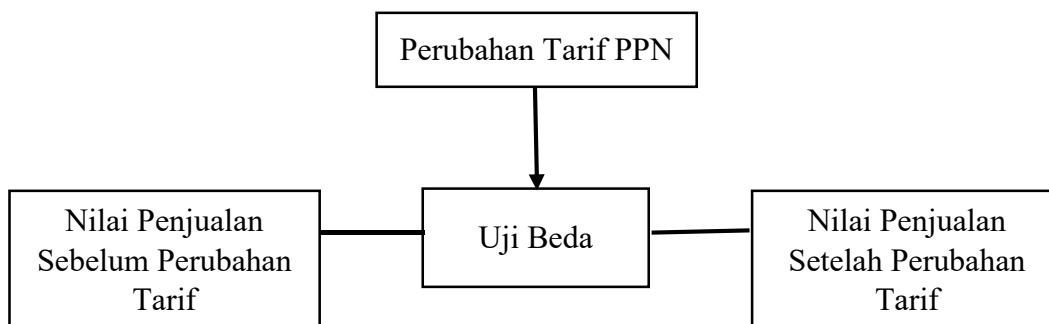 Perubahan Tarif PPN
Nilai Penjualan
Sebelum Perubahan
Tarif
Uji Beda
Nilai Penjualan
Setelah Perubahan
Tarif